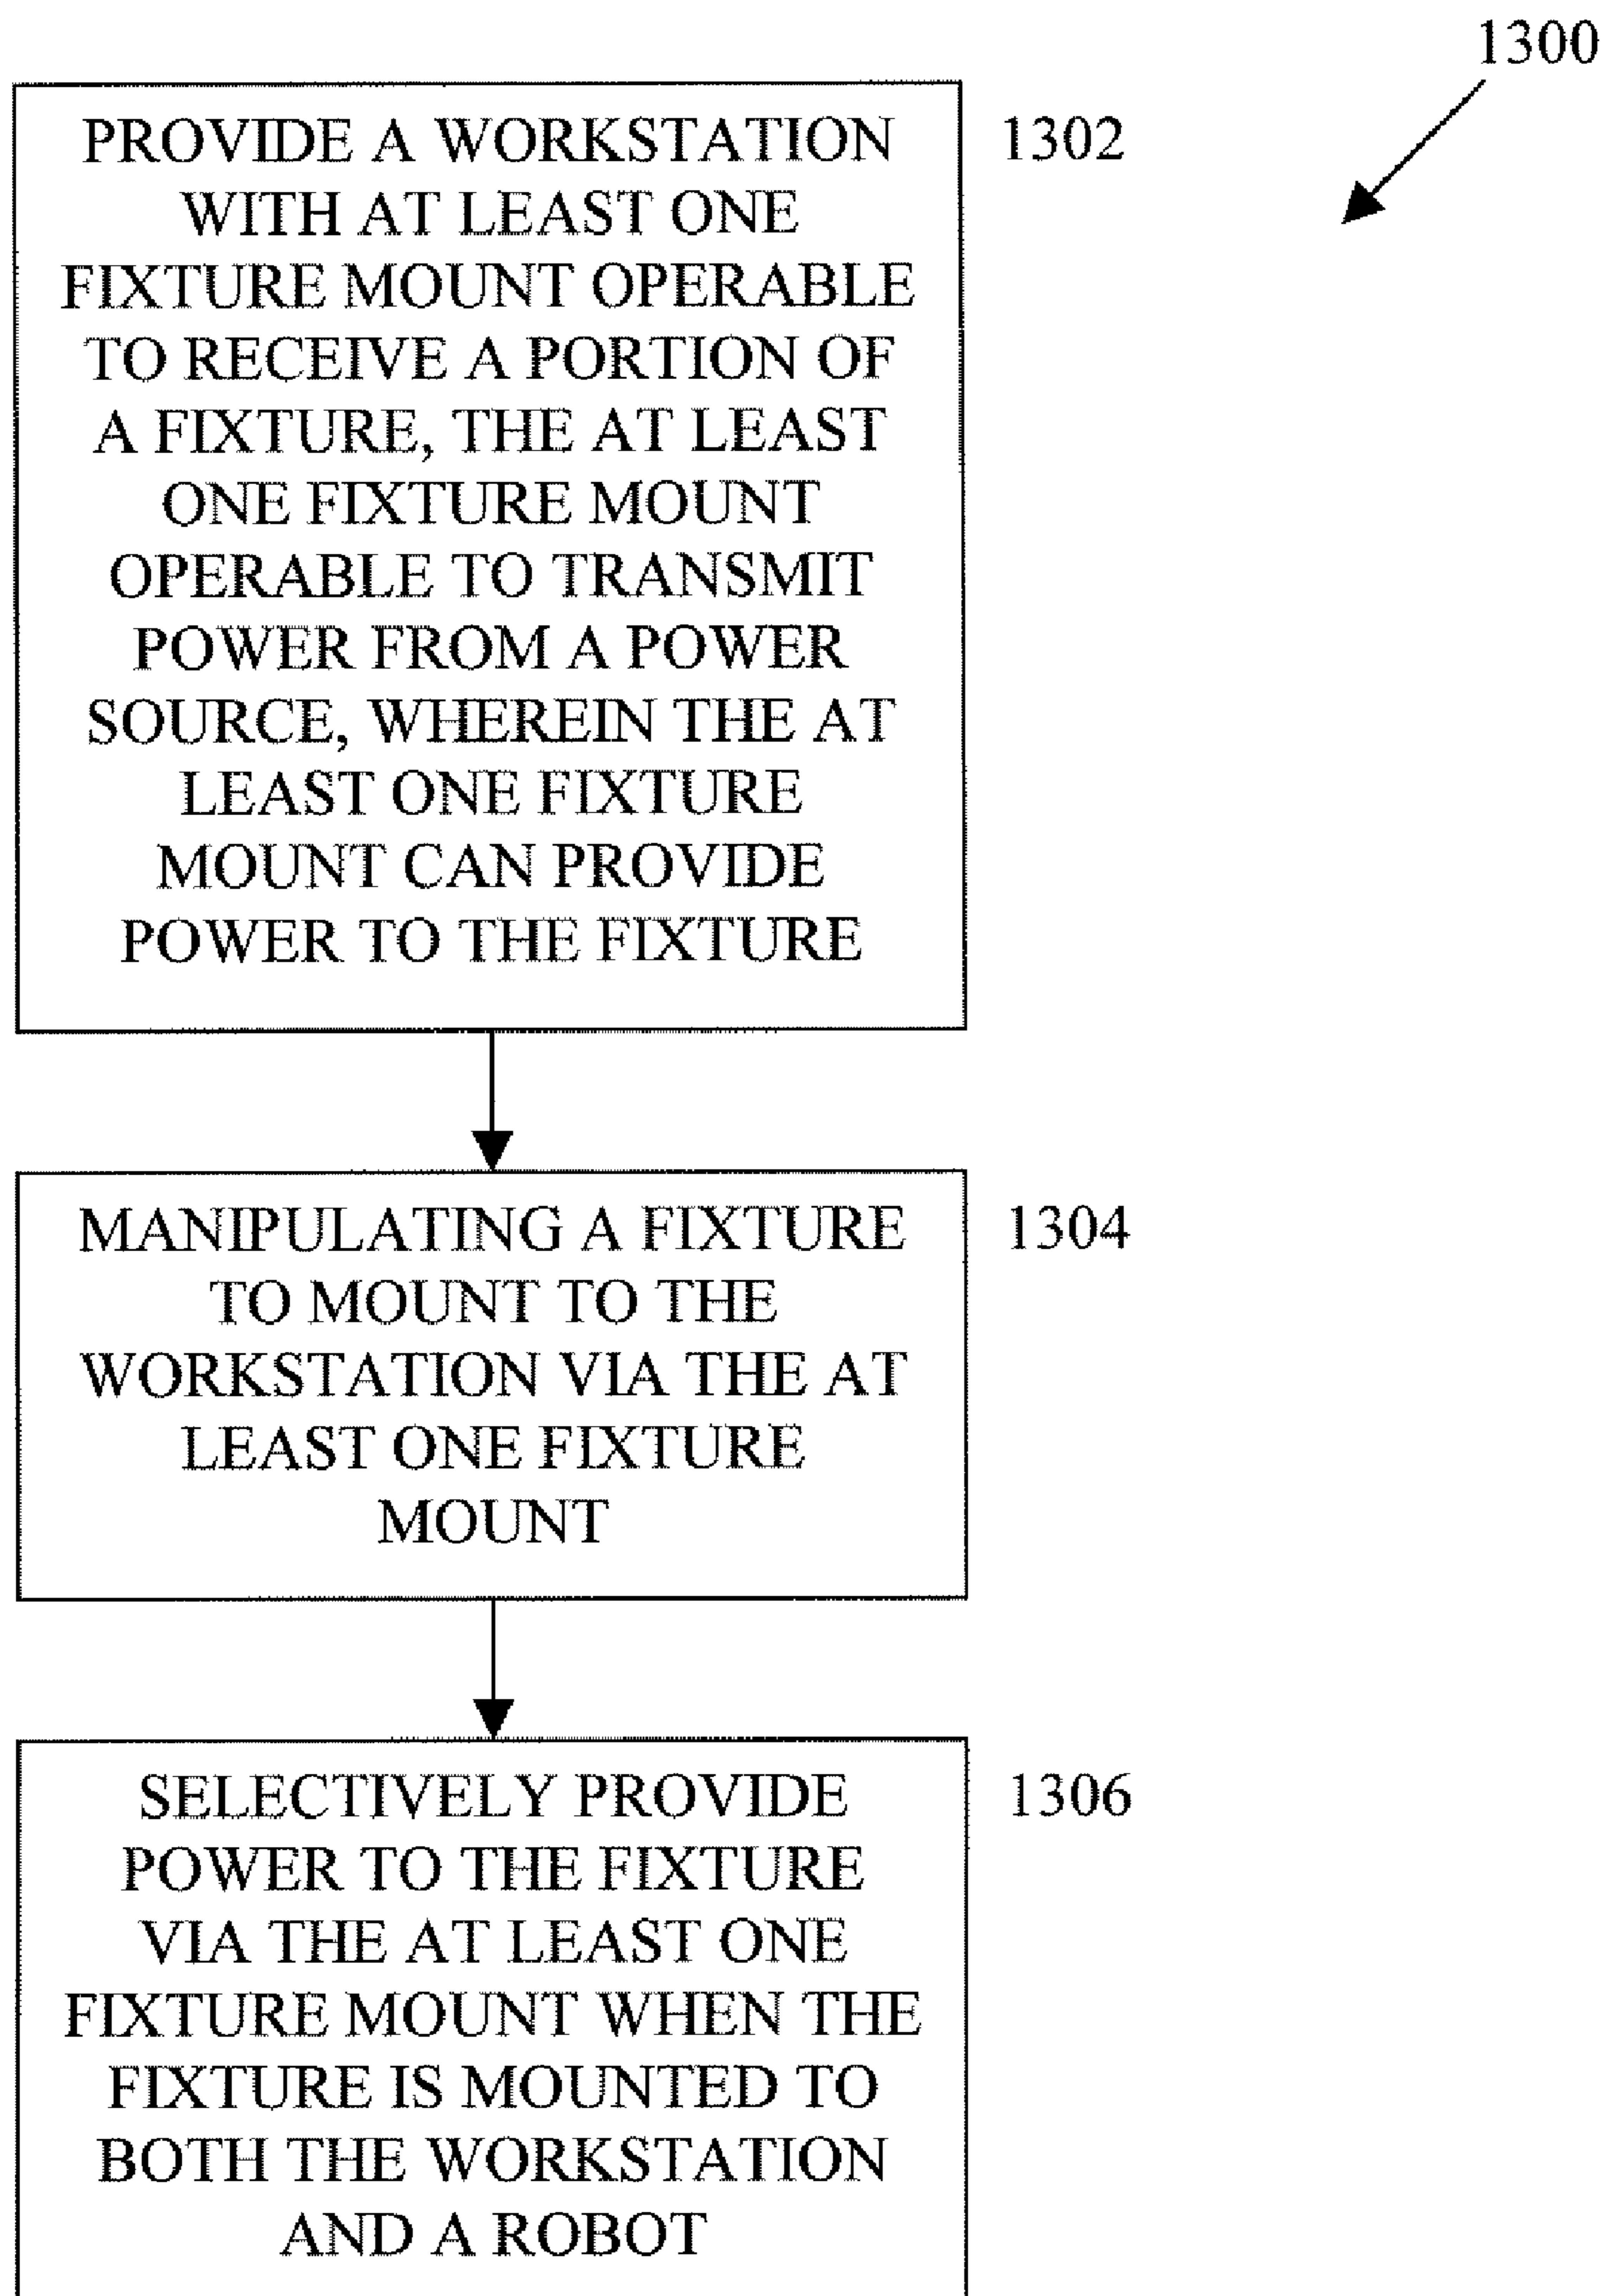 1300
PROVIDE A WORKSTATION
WITH AT LEAST ONE
FIXTURE MOUNT OPERABLE
TO RECEIVE A PORTION OF
A FIXTURE, THE AT LEAST
ONE FIXTURE MOUNT
OPERABLE TO TRANSMIT
POWER FROM A POWER
SOURCE, WHEREIN THE AT
LEAST ONE FIXTURE
MOUNT CAN PROVIDE
POWER TO THE FIXTURE
1302
MANIPULATING A FIXTURE
TO MOUNT TO THE
WORKSTATION VIA THE AT
LEAST ONE FIXTURE
MOUNT
1304
SELECTIVELY PROVIDE
POWER TO THE FIXTURE
VIA THE AT LEAST ONE
FIXTURE MOUNT WHEN THE
FIXTURE IS MOUNTED TO
BOTH THE WORKSTATION
AND A ROBOT
1306